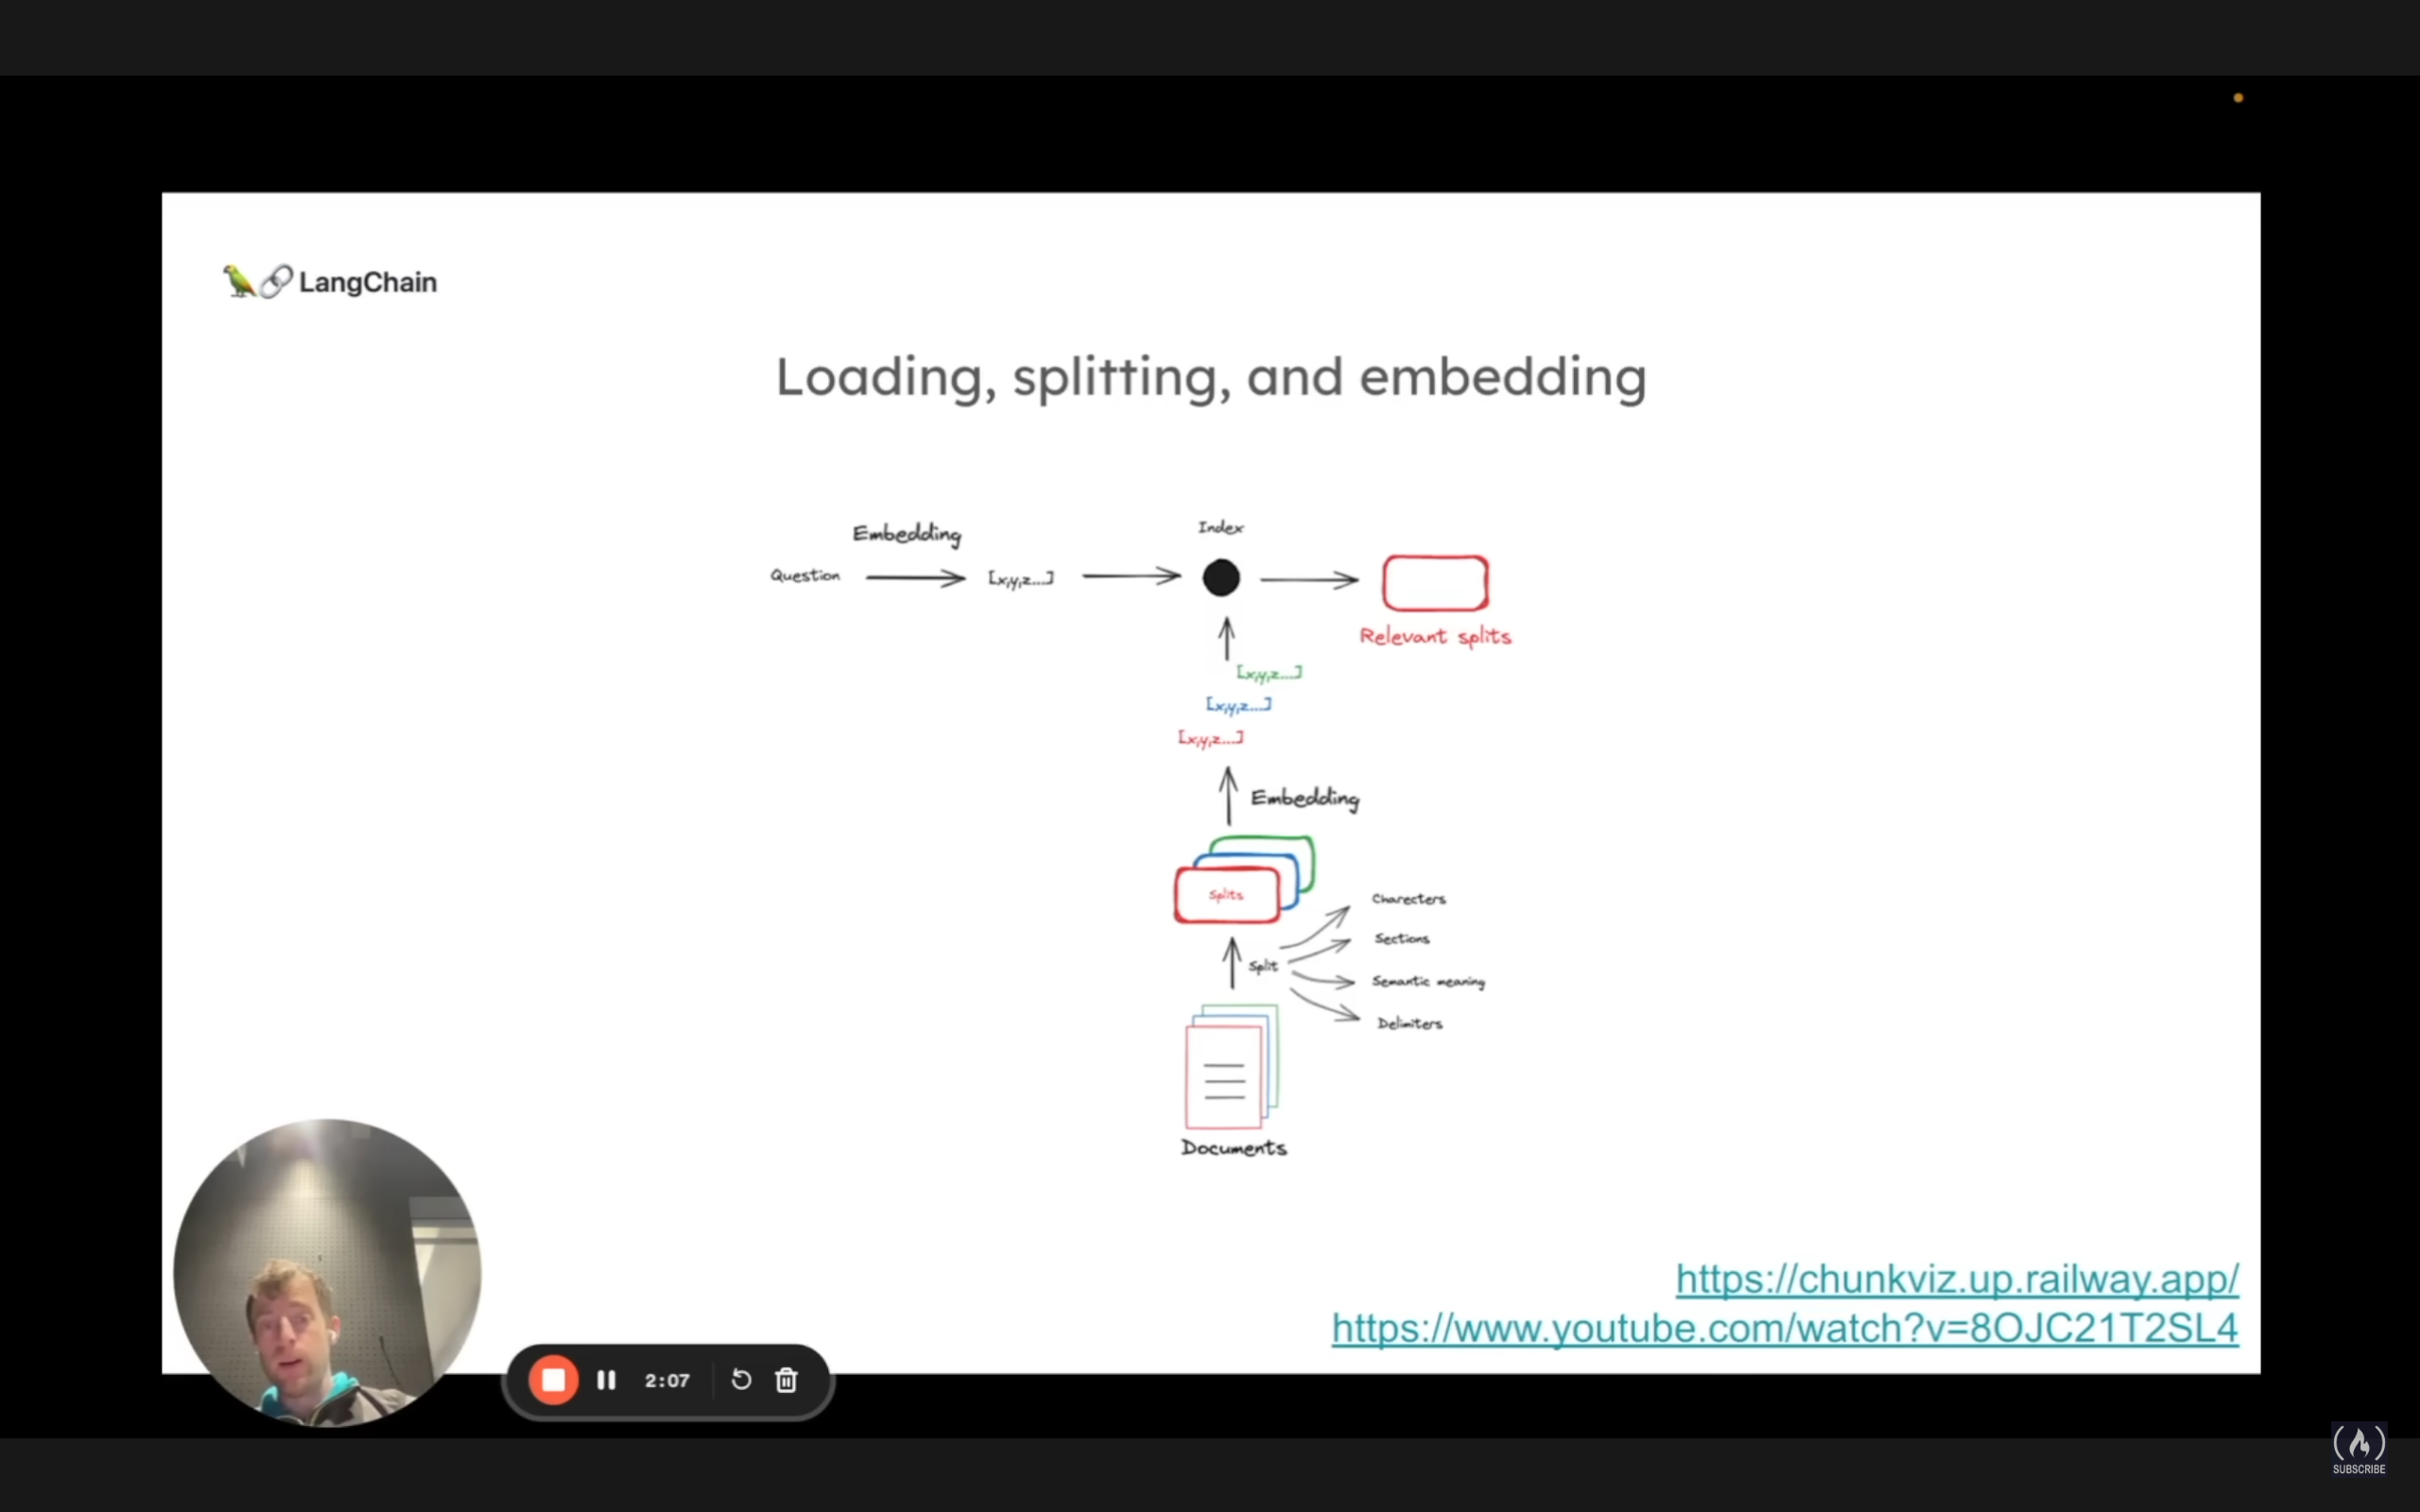 LangChain
Loading, splitting, and embedding
Embedding
Index
Question
[x,y,z...]
Relevant splits
[x,y,z...]
[x,y,z...]
[x,y,z...]
Embedding
Splits
Charecters
Sections
Split
Semantic meaning
Delimiters
Documents
https://chunkviz.up.railway.app/
https://www.youtube.com/watch?v=8OJC21T2SL4
2:07
SUBSCRIBE